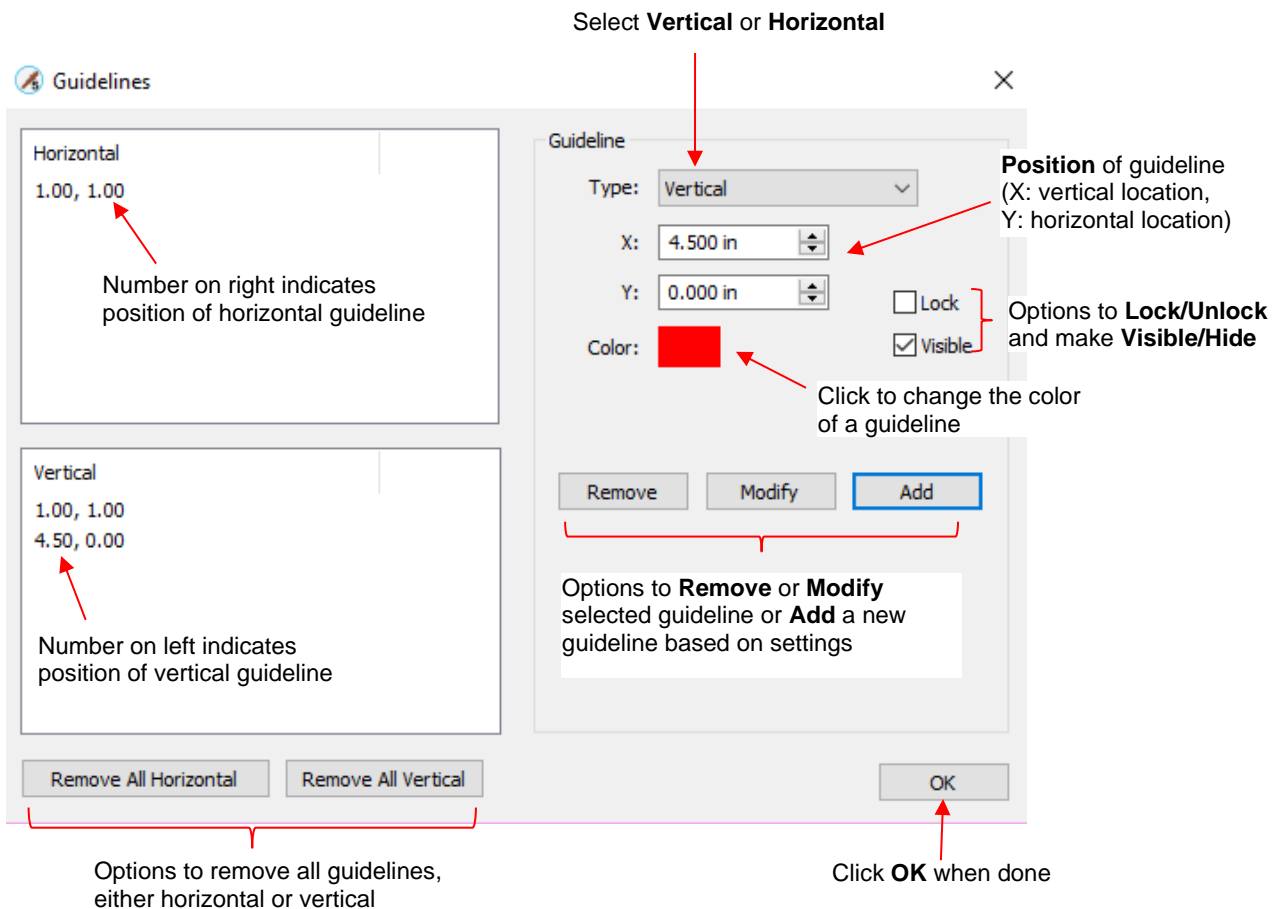 Select Vertical or Horizontal
Guidelines
Horizontal
1.00, 1.00
Number on right indicates
position of horizontal guideline
Vertical
1.00, 1.00
4.50, 0.00
Number on left indicates
position of vertical guideline
Remove All Horizontal
Remove All Vertical
Options to remove all guidelines,
either horizontal or vertical
Guideline
Type: Vertical
X: 4.500 in
Y: 0.000 in
Color:
Lock
Visible
Position of guideline
(X: vertical location,
Y: horizontal location)
Options to Lock/Unlock
and make Visible/Hide
Click to change the color
of a guideline
Remove
Modify
Add
Options to Remove or Modify
selected guideline or Add a new
guideline based on settings
OK
Click OK when done